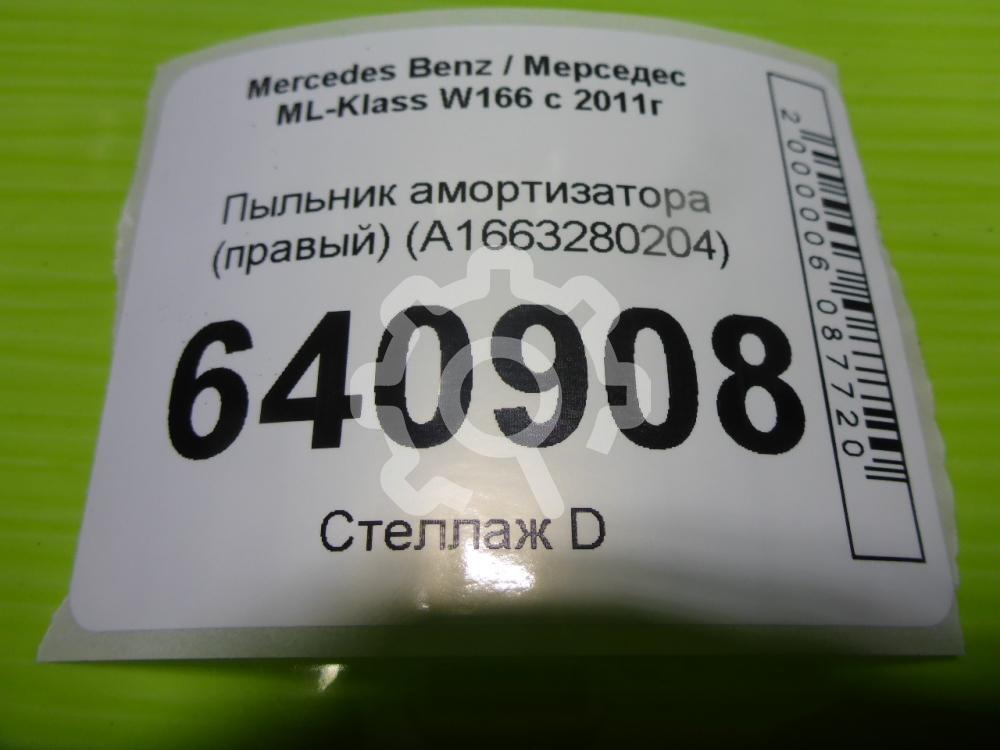 Mercedes Benz / Мерседес
ML-Klass W166 с 2011г
Пыльник амортизатора
(правый) (A1663280204)
640908
Стеллаж D
2000006087720